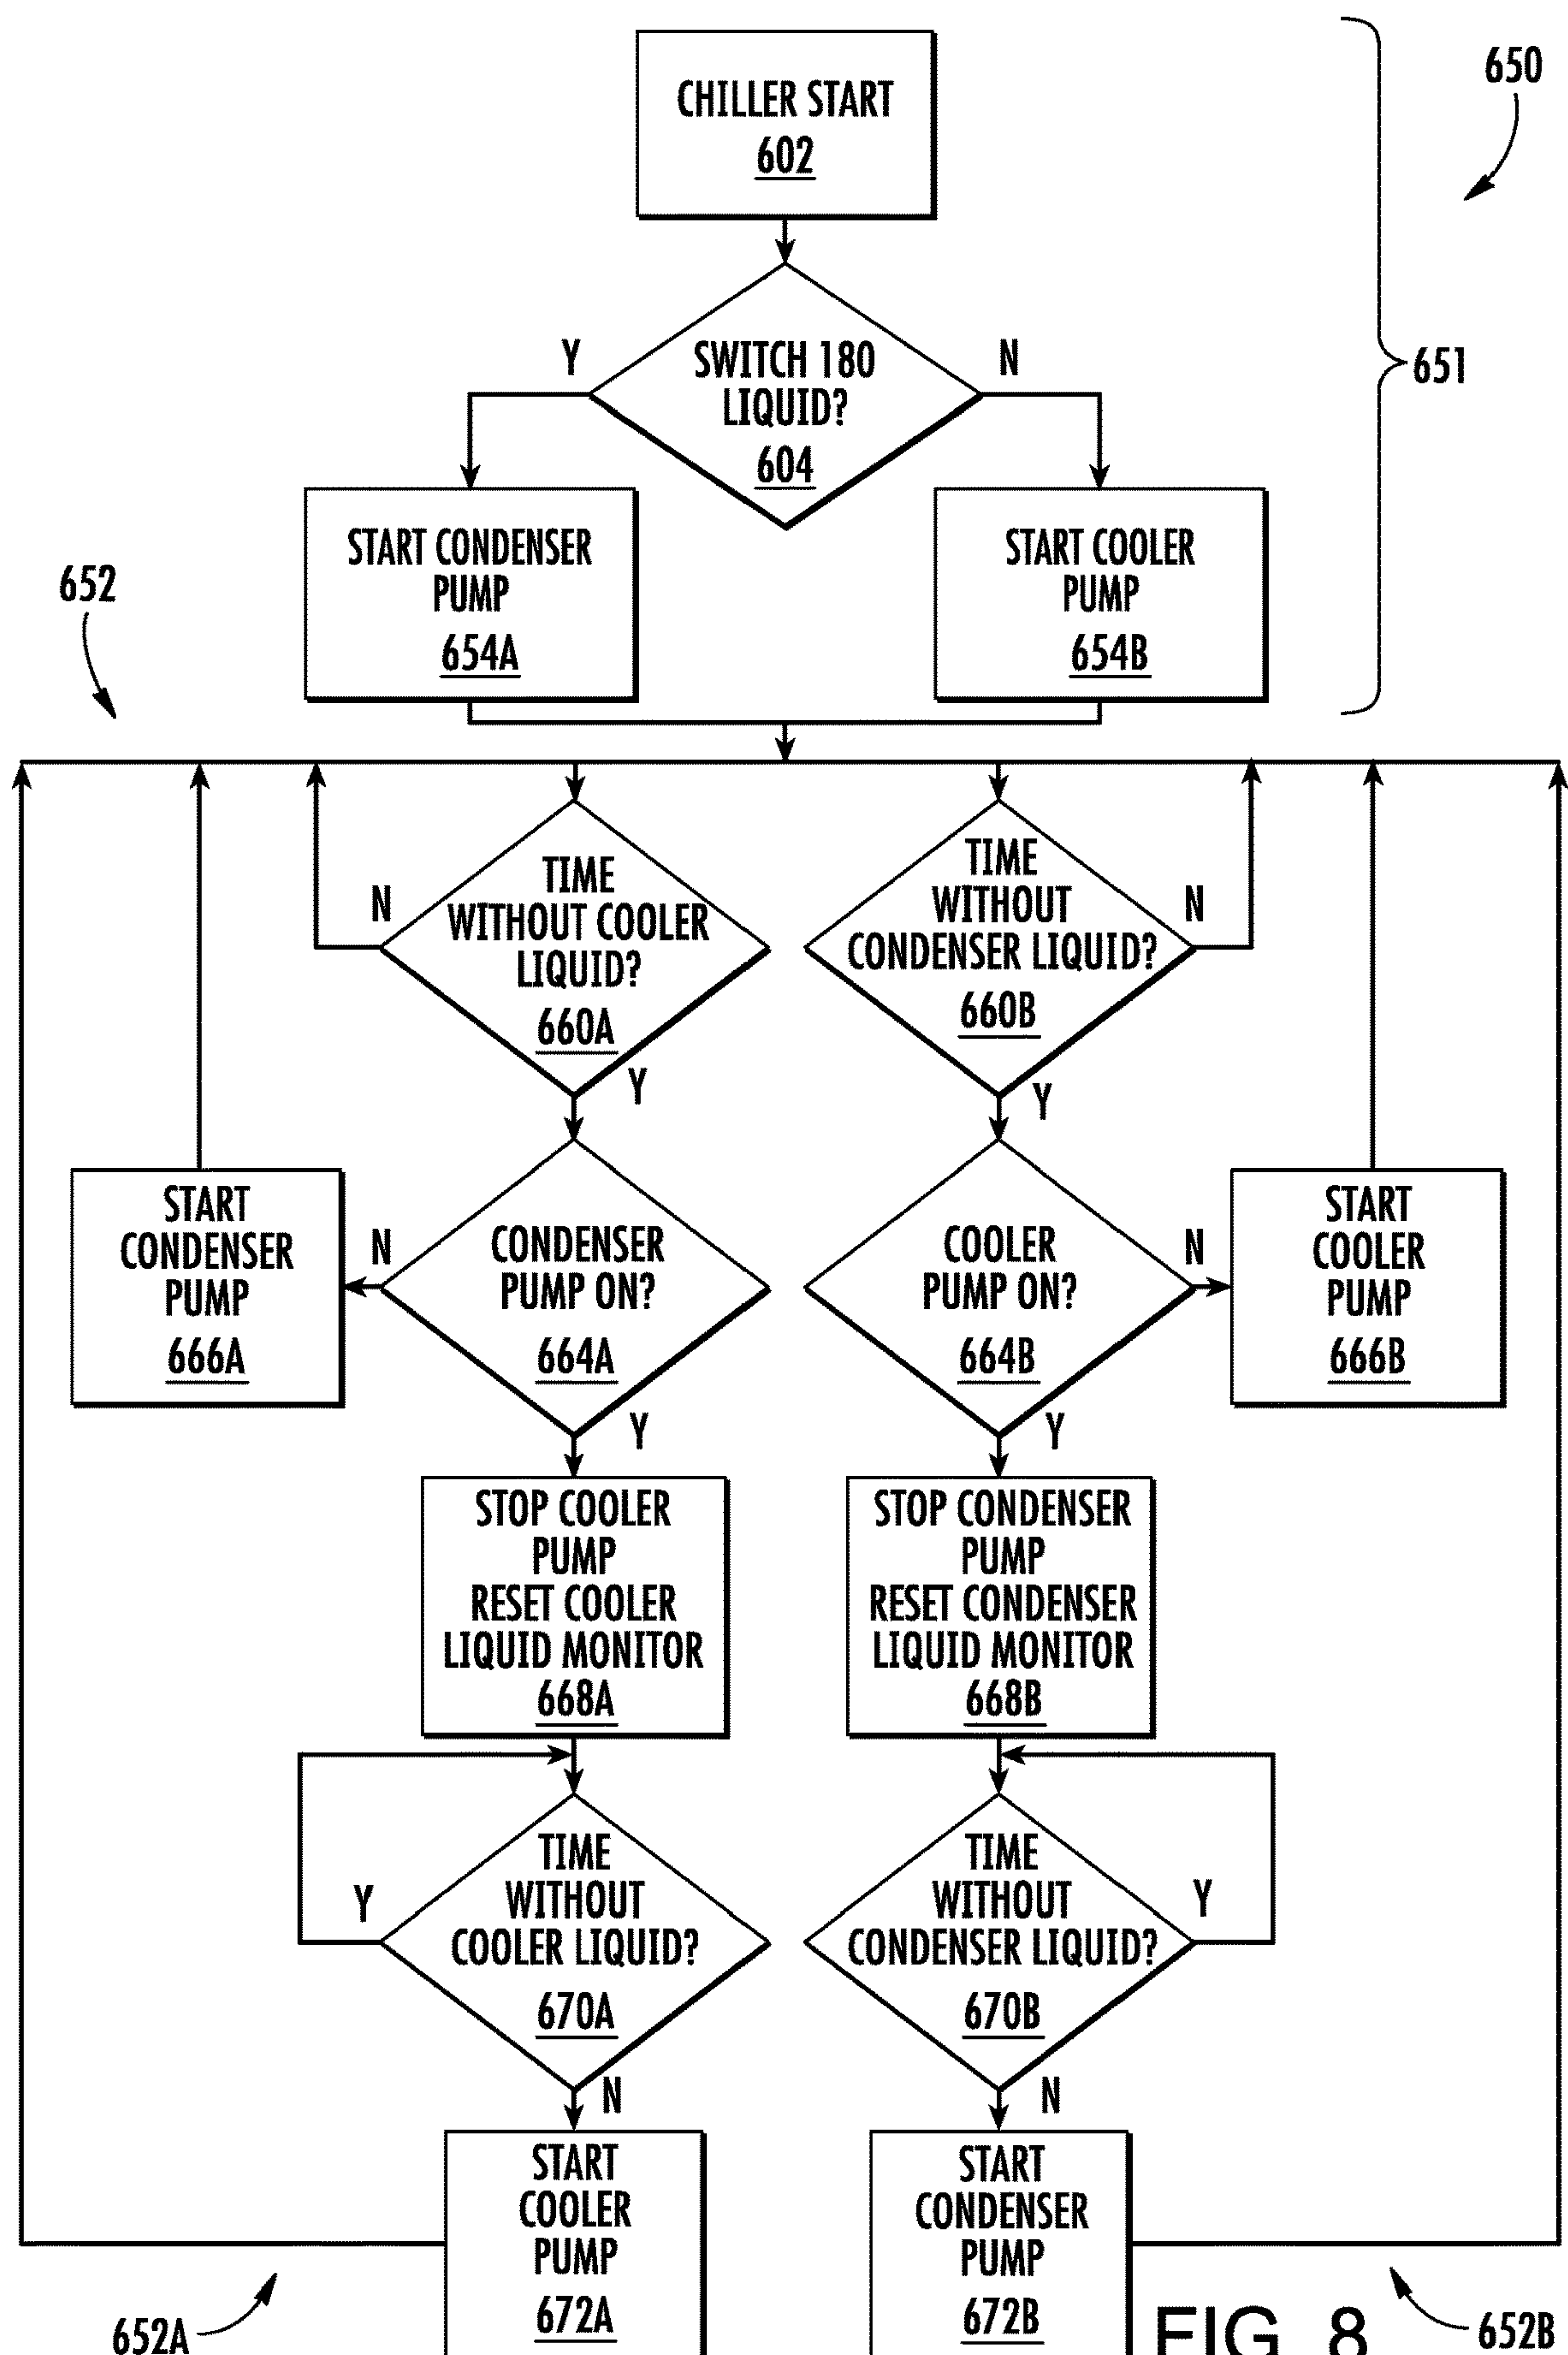 CHILLER START
602
650
SWITCH 180
LIQUID?
604
Y
N
651
START CONDENSER
PUMP
654A
START COOLER
PUMP
654B
652
TIME
WITHOUT COOLER
LIQUID?
660A
N
Y
TIME
WITHOUT
CONDENSER LIQUID?
660B
N
Y
START
CONDENSER
PUMP
666A
N
CONDENSER
PUMP ON?
664A
Y
COOLER
PUMP ON?
664B
N
Y
START
COOLER
PUMP
666B
STOP COOLER
PUMP
RESET COOLER
LIQUID MONITOR
668A
STOP CONDENSER
PUMP
RESET CONDENSER
LIQUID MONITOR
668B
Y
TIME
WITHOUT
COOLER LIQUID?
670A
N
TIME
WITHOUT
CONDENSER LIQUID?
670B
Y
N
START
COOLER
PUMP
672A
START
CONDENSER
PUMP
672B
652A
652B
FIG. 8